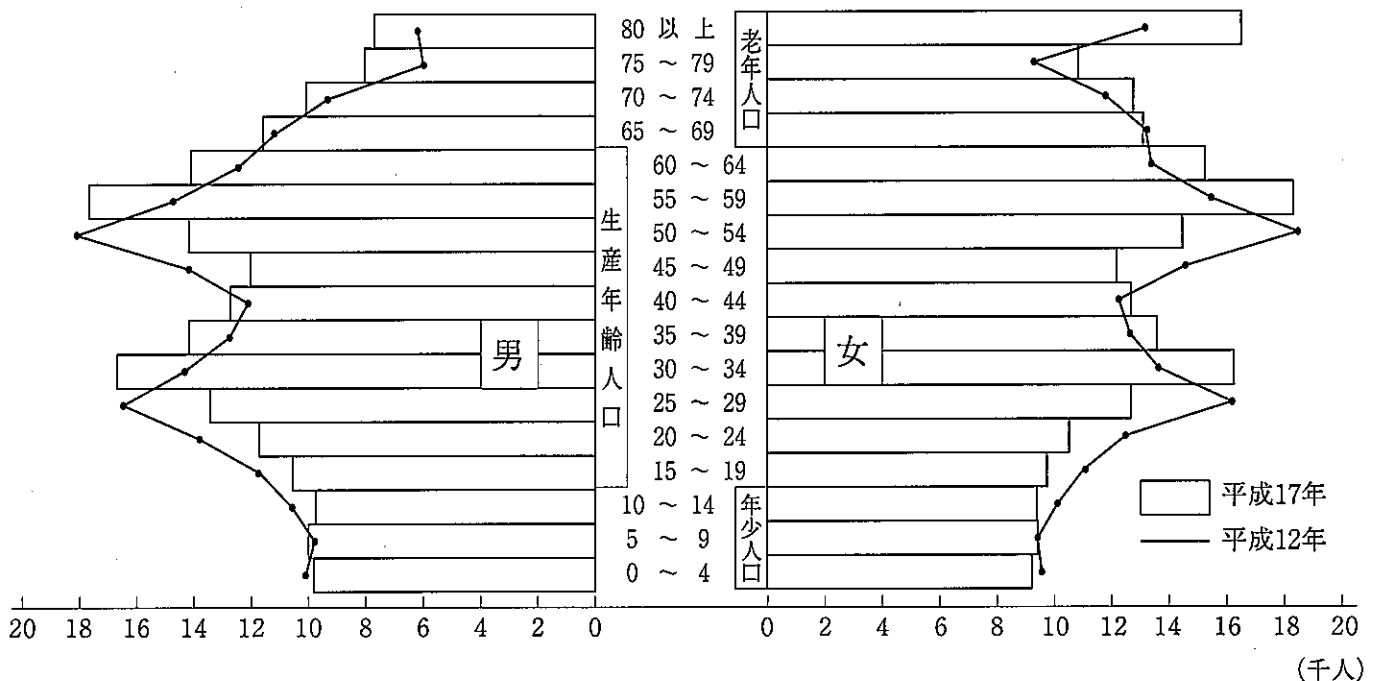 80 以 上
75 ～ 79
70 ～ 74
65 ～ 69
60 ～ 64
55 ～ 59
50 ～ 54
45 ～ 49
40 ～ 44
35 ～ 39
30 ～ 34
25 ～ 29
20 ～ 24
15 ～ 19
10 ～ 14
5 ～ 9
0 ～ 4
生産年齢人口
男
老年人口
女
年少人口
平成17年
平成12年
20 18 16 14 12 10 8 6 4 2 0
0 2 4 6 8 10 12 14 16 18 20
(千人)